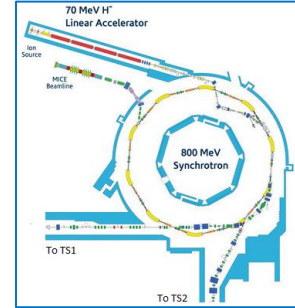 70 MeV H⁻
Linear Accelerator
Ion
Source
MICE
Beamline
800 MeV
Synchrotron
To TS1
To TS2